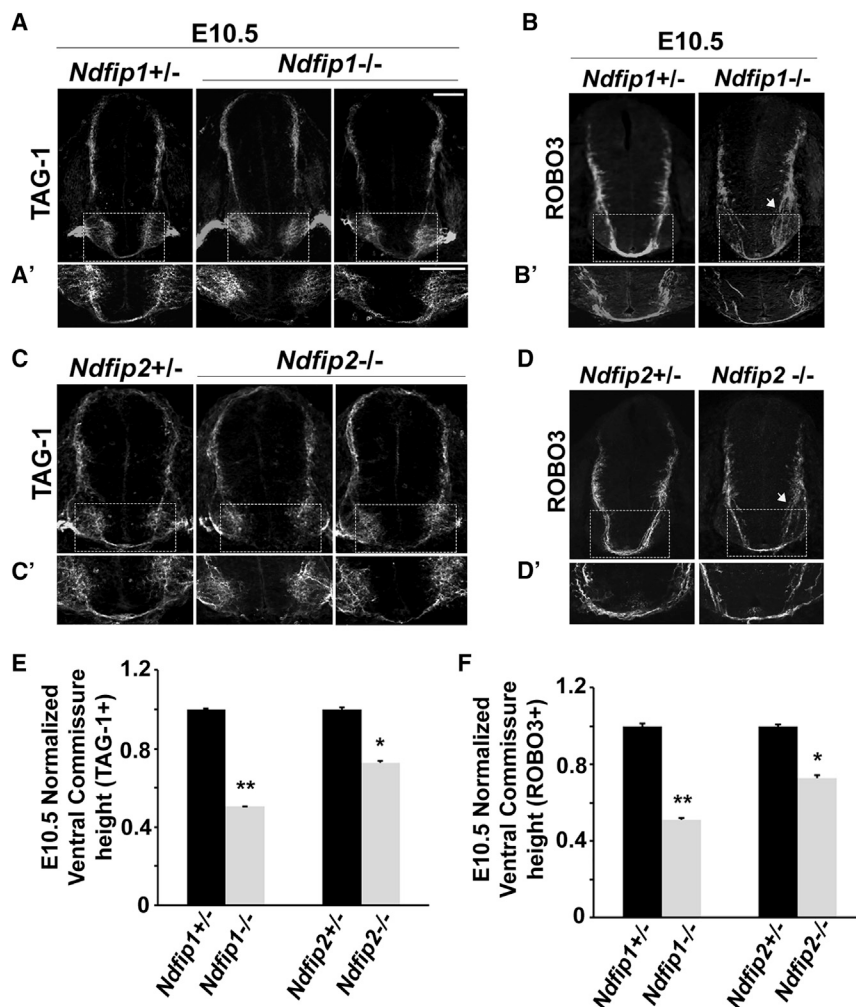 A
E10.5
Ndfip1+/-
Ndfip1-/-
TAG-1
A'
B
E10.5
Ndfip1+/-
Ndfip1-/-
ROBO3
B'
C
Ndfip2+/-
Ndfip2-/-
TAG-1
C'
D
Ndfip2+/-
Ndfip2 -/-
ROBO3
D'
E
E10.5 Normalized
Ventral Commissure
height (TAG-1+)
1.2
0.8
0.4
0
**
*
Ndfip1+/-
Ndfip1-/-
Ndfip2+/-
Ndfip2-/-
F
E10.5 Normalized
Ventral Commissure
height (ROBO3+)
1.2
0.8
0.4
0
**
*
Ndfip1+/-
Ndfip1-/-
Ndfip2+/-
Ndfip2-/-